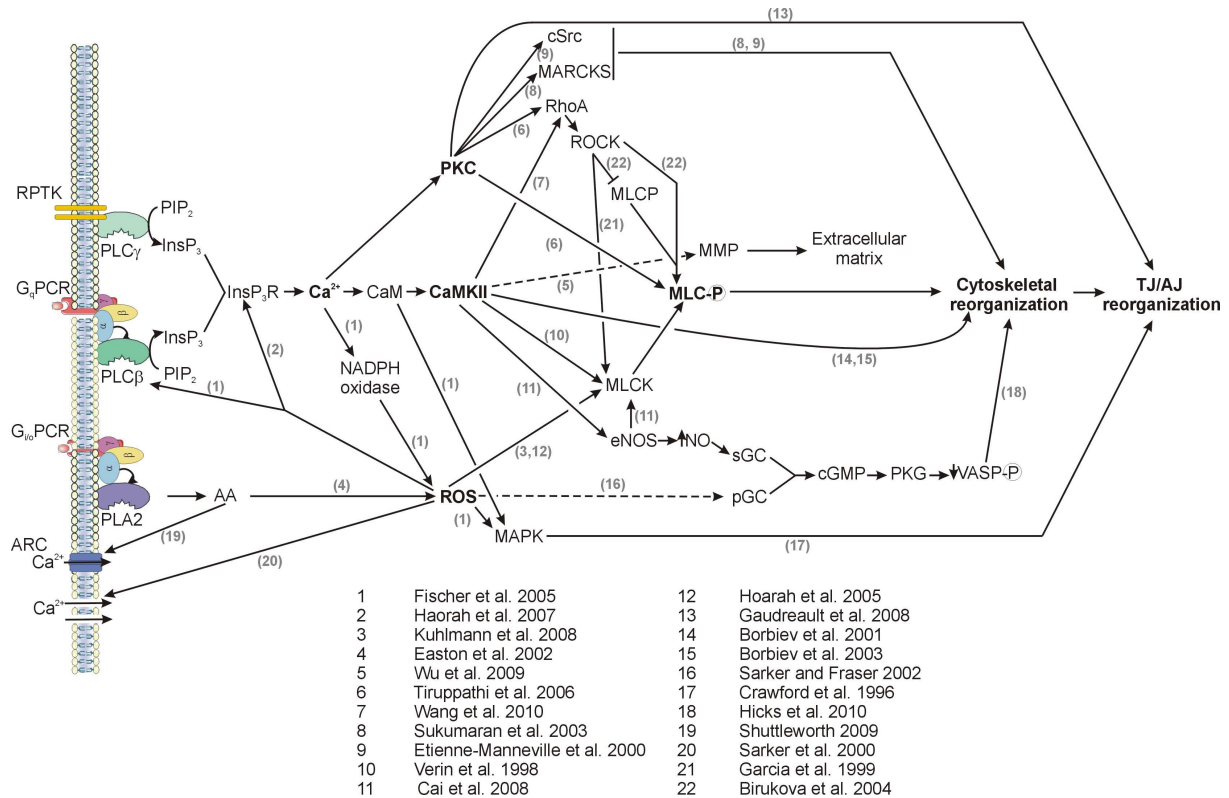 (13)
cSrc
(9)
(8, 9)
MARCKS
(8)
RhoA
(6)
ROCK
PKC
(22)
(22)
RPTK
PIP₂
(7)
MLCP
(21)
PLCγ
InsP₃
(6)
MMP
Extracellular
matrix
GqPCR
γ
β
α
InsP₃R
Ca²⁺
CaM
CaMKII
(5)
MLC-P
Cytoskeletal
reorganization
TJ/AJ
reorganization
InsP₃
(1)
(10)
(2)
(14,15)
PLCβ
PIP₂
NADPH
oxidase
(1)
(1)
(11)
MLCK
(11)
(18)
Gi/oPCR
γ
β
α
(1)
(3,12)
eNOS
NO
sGC
cGMP
PKG
VASP-P
PLA2
AA
(4)
ROS
(16)
pGC
(1)
MAPK
(19)
(17)
ARC
Ca²⁺
(20)
Ca²⁺
1 Fischer et al. 2005
2 Haorah et al. 2007
3 Kuhlmann et al. 2008
4 Easton et al. 2002
5 Wu et al. 2009
6 Tiruppathi et al. 2006
7 Wang et al. 2010
8 Sukumaran et al. 2003
9 Etienne-Manneville et al. 2000
10 Verin et al. 1998
11 Cai et al. 2008
12 Hoarah et al. 2005
13 Gaudreault et al. 2008
14 Borbiev et al. 2001
15 Borbiev et al. 2003
16 Sarker and Fraser 2002
17 Crawford et al. 1996
18 Hicks et al. 2010
19 Shuttleworth 2009
20 Sarker et al. 2000
21 Garcia et al. 1999
22 Birukova et al. 2004